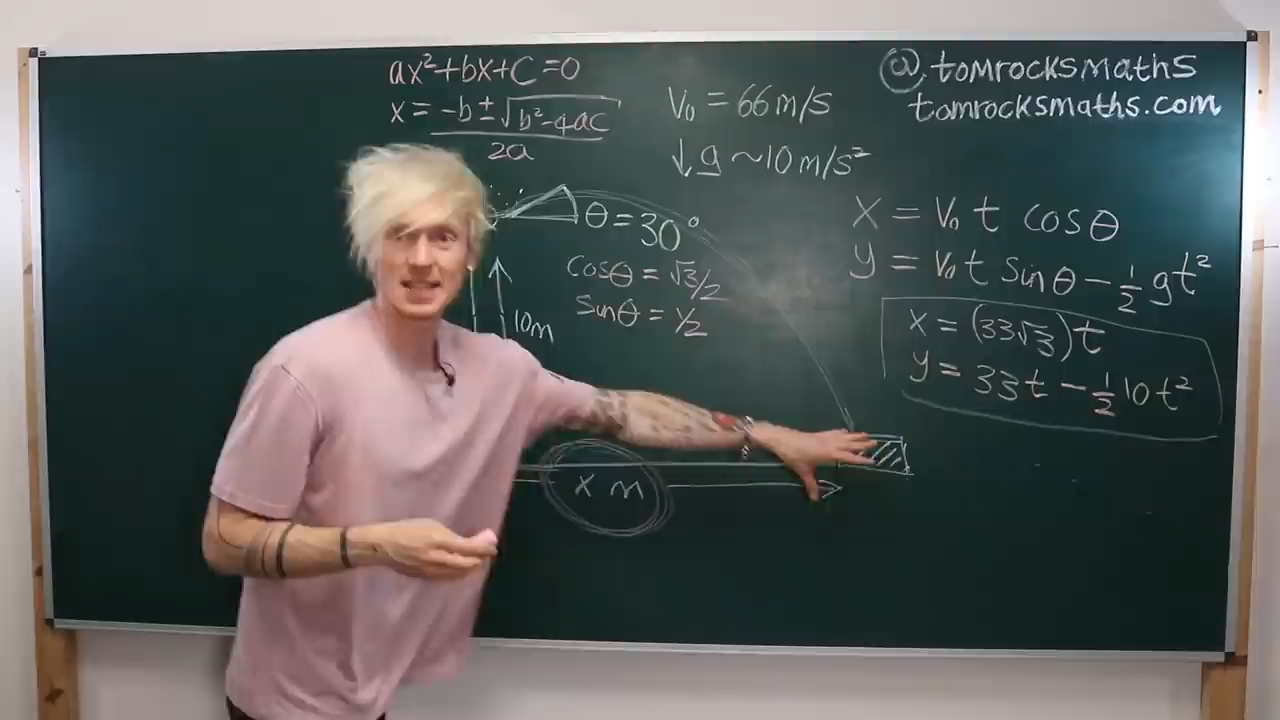 ax²+bx+c=0
x = -b ± √b²-4ac
2a
V₀ = 66 m/s
↓ g ~ 10 m/s²
@tomrocksmaths
tomrocksmaths.com
θ = 30°
cosθ = √3/2
sinθ = 1/2
10m
x m
x = V₀ t cosθ
y = V₀ t sinθ - 1/2 gt²
x = (33√3)t
y = 33t - 1/2 10t²